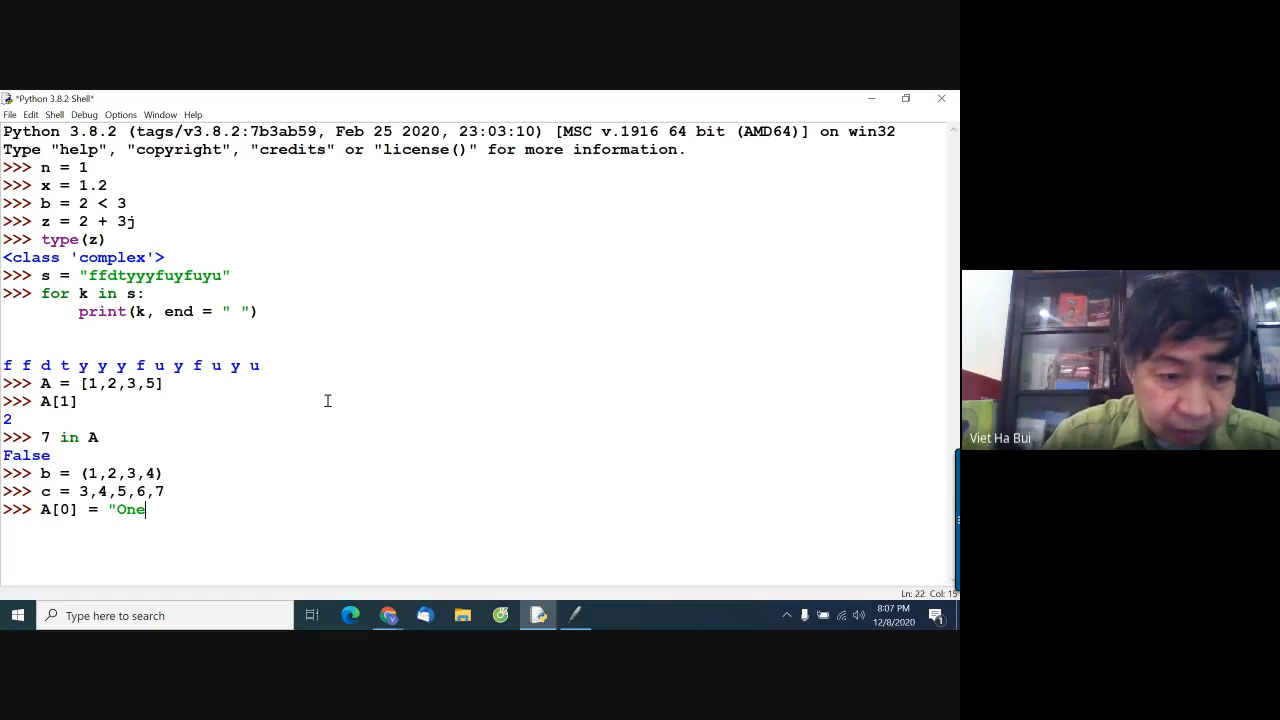 *Python 3.8.2 Shell*
File Edit Shell Debug Options Window Help
Python 3.8.2 (tags/v3.8.2:7b3ab59, Feb 25 2020, 23:03:10) [MSC v.1916 64 bit (AMD64)] on win32
Type "help", "copyright", "credits" or "license()" for more information.
>>> n = 1
>>> x = 1.2
>>> b = 2 < 3
>>> z = 2 + 3j
>>> type(z)
<class 'complex'>
>>> s = "ffdtyyyfuyfuyu"
>>> for k in s:
        print(k, end = " ")
f f d t y y y f u y f u y u
>>> A = [1,2,3,5]
>>> A[1]
2
>>> 7 in A
False
>>> b = (1,2,3,4)
>>> c = 3,4,5,6,7
>>> A[0] = "One
Ln: 22 Col: 15
Type here to search
8:07 PM
12/8/2020
1
Viet Ha Bui